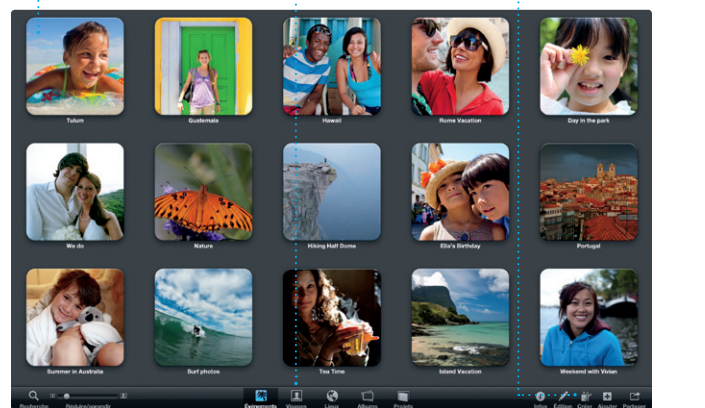 Tulum Guatemala Hawaii Rome Vacation Day in the park
We do Nature Hiking Half Dome Ella's Birthday Portugal
Summer in Australia Surf photos Tea Time Island Vacation Weekend with Vivian
Recherche Réduire/agrandir Événements Visages Lieux Albums Projets Infos Édition Créer Ajouter Partager